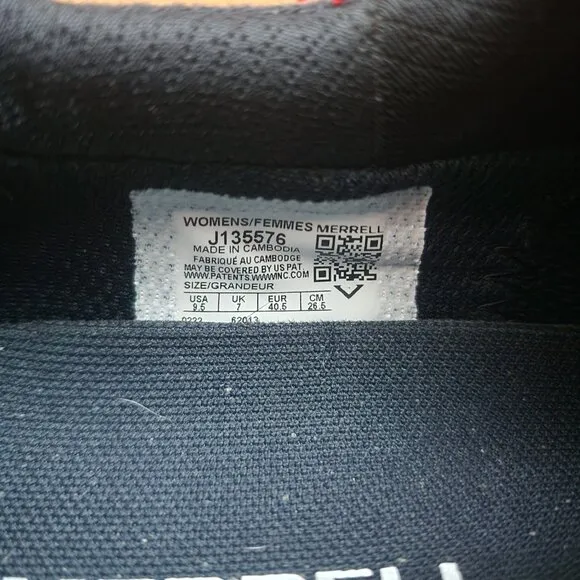 WOMENS/FEMMES MERRELL
J135576
MADE IN CAMBODIA
FABRIQUÉ AU CAMBODGE
MAY BE COVERED BY US PAT.
WWW.PATENTS.WWWINC.COM
SIZE/GRANDEUR
USA UK EUR CM
9.5 7 40.5 26.5
0222 62013